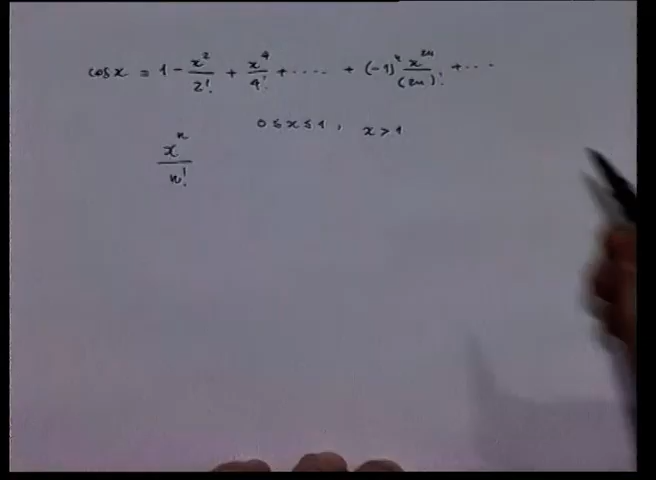 cos x = 1 - x²/2! + x⁴/4! + .... + (-1)ⁿ x²ⁿ/(2n)! + ...
0 ≤ x ≤ 1, x > 1
xⁿ/n!